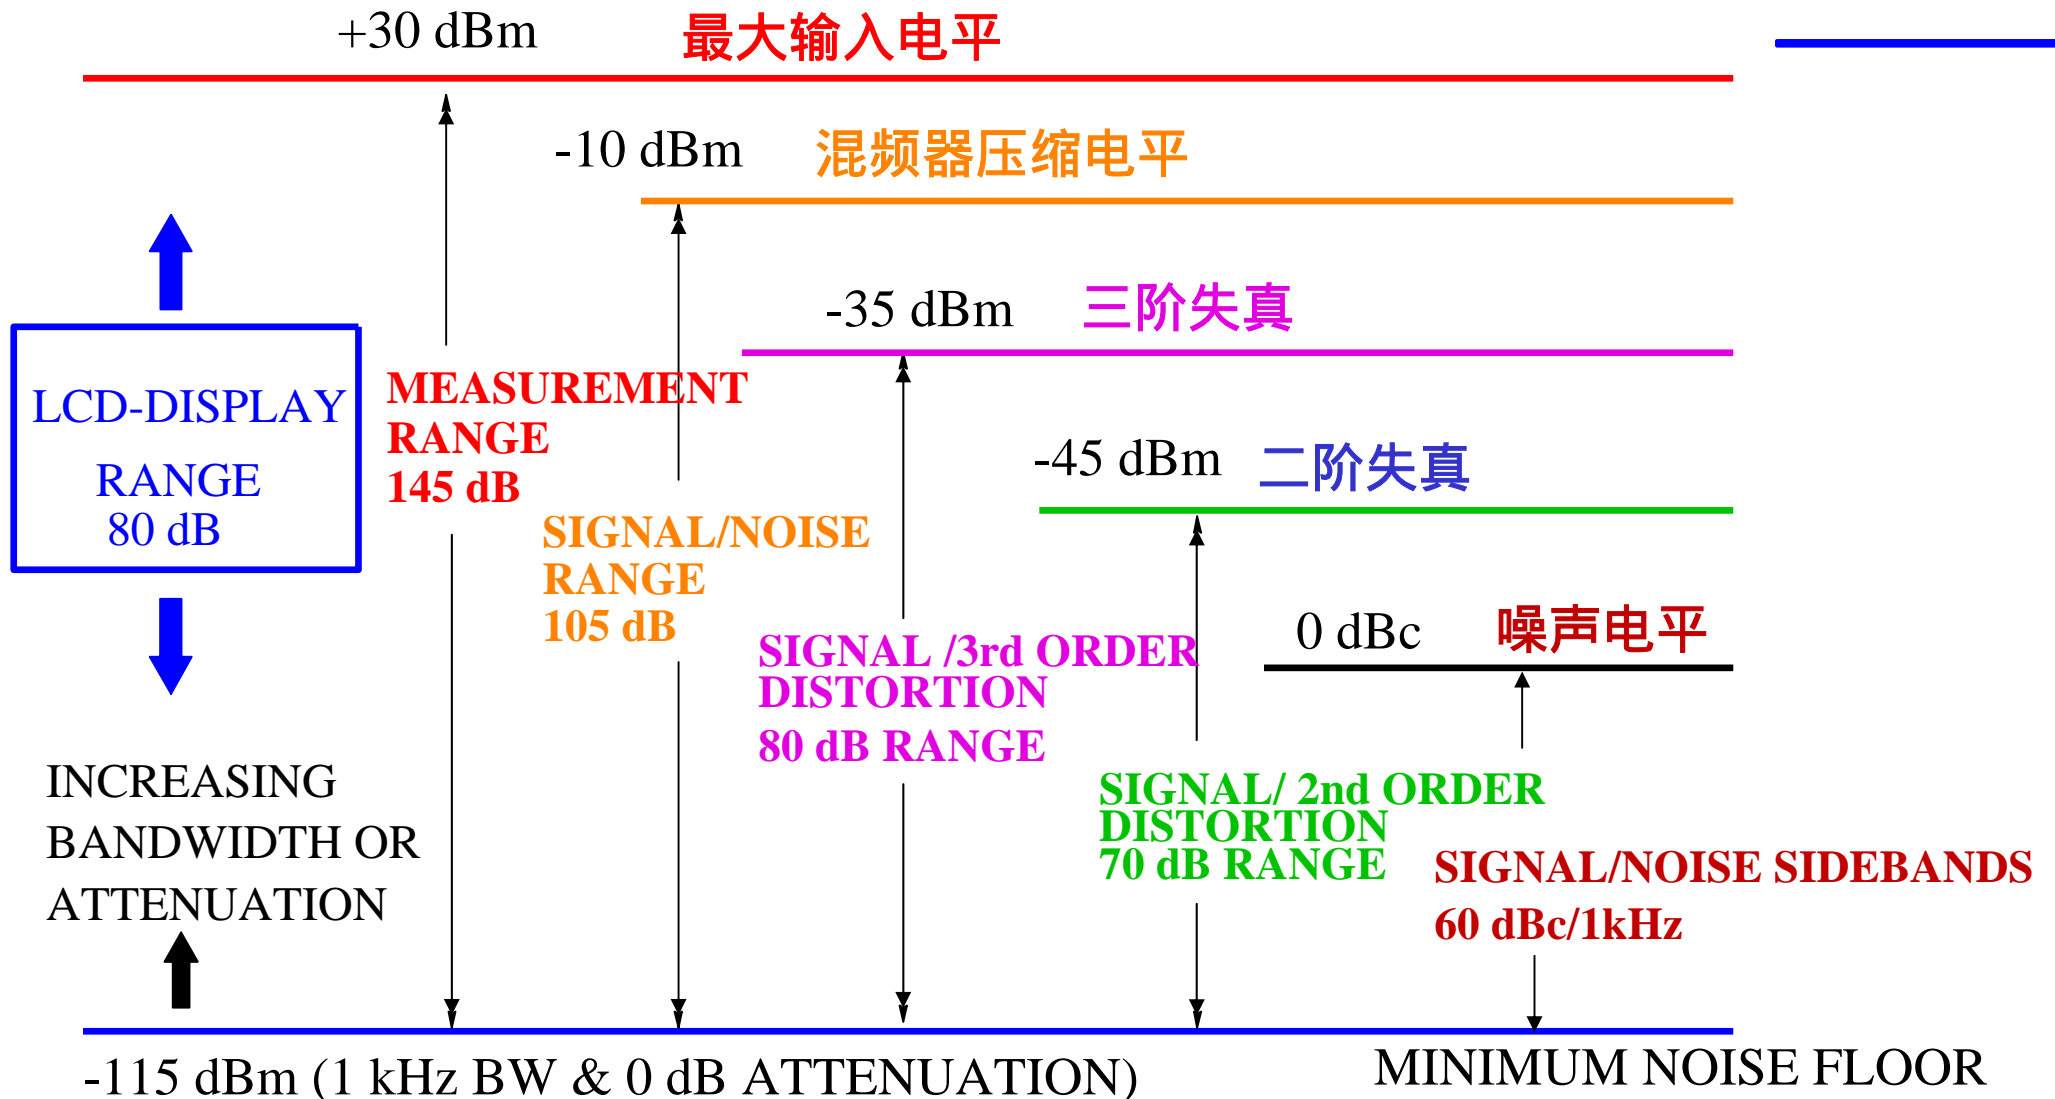 +30 dBm 最大输入电平
-10 dBm 混频器压缩电平
-35 dBm 三阶失真
LCD-DISPLAY
RANGE
80 dB
MEASUREMENT
RANGE
145 dB
-45 dBm 二阶失真
SIGNAL/NOISE
RANGE
105 dB
0 dBc 噪声电平
SIGNAL /3rd ORDER
DISTORTION
80 dB RANGE
INCREASING
BANDWIDTH OR
ATTENUATION
SIGNAL/ 2nd ORDER
DISTORTION
70 dB RANGE
SIGNAL/NOISE SIDEBANDS
60 dBc/1kHz
-115 dBm (1 kHz BW & 0 dB ATTENUATION)
MINIMUM NOISE FLOOR